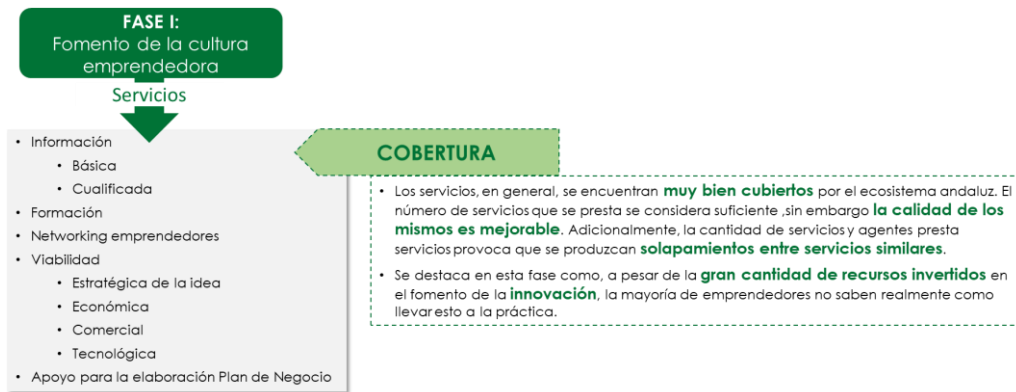 FASE I:
Fomento de la cultura
emprendedora
Servicios
• Información
• Básica
• Cualificada
• Formación
• Networking emprendedores
• Viabilidad
• Estratégica de la idea
• Económica
• Comercial
• Tecnológica
• Apoyo para la elaboración Plan de Negocio
COBERTURA
• Los servicios, en general, se encuentran muy bien cubiertos por el ecosistema andaluz. El
número de servicios que se presta se considera suficiente ,sin embargo la calidad de los
mismos es mejorable. Adicionalmente, la cantidad de servicios y agentes presta
servicios provoca que se produzcan solapamientos entre servicios similares.
• Se destaca en esta fase como, a pesar de la gran cantidad de recursos invertidos en
el fomento de la innovación, la mayoría de emprendedores no saben realmente como
llevar esto a la práctica.